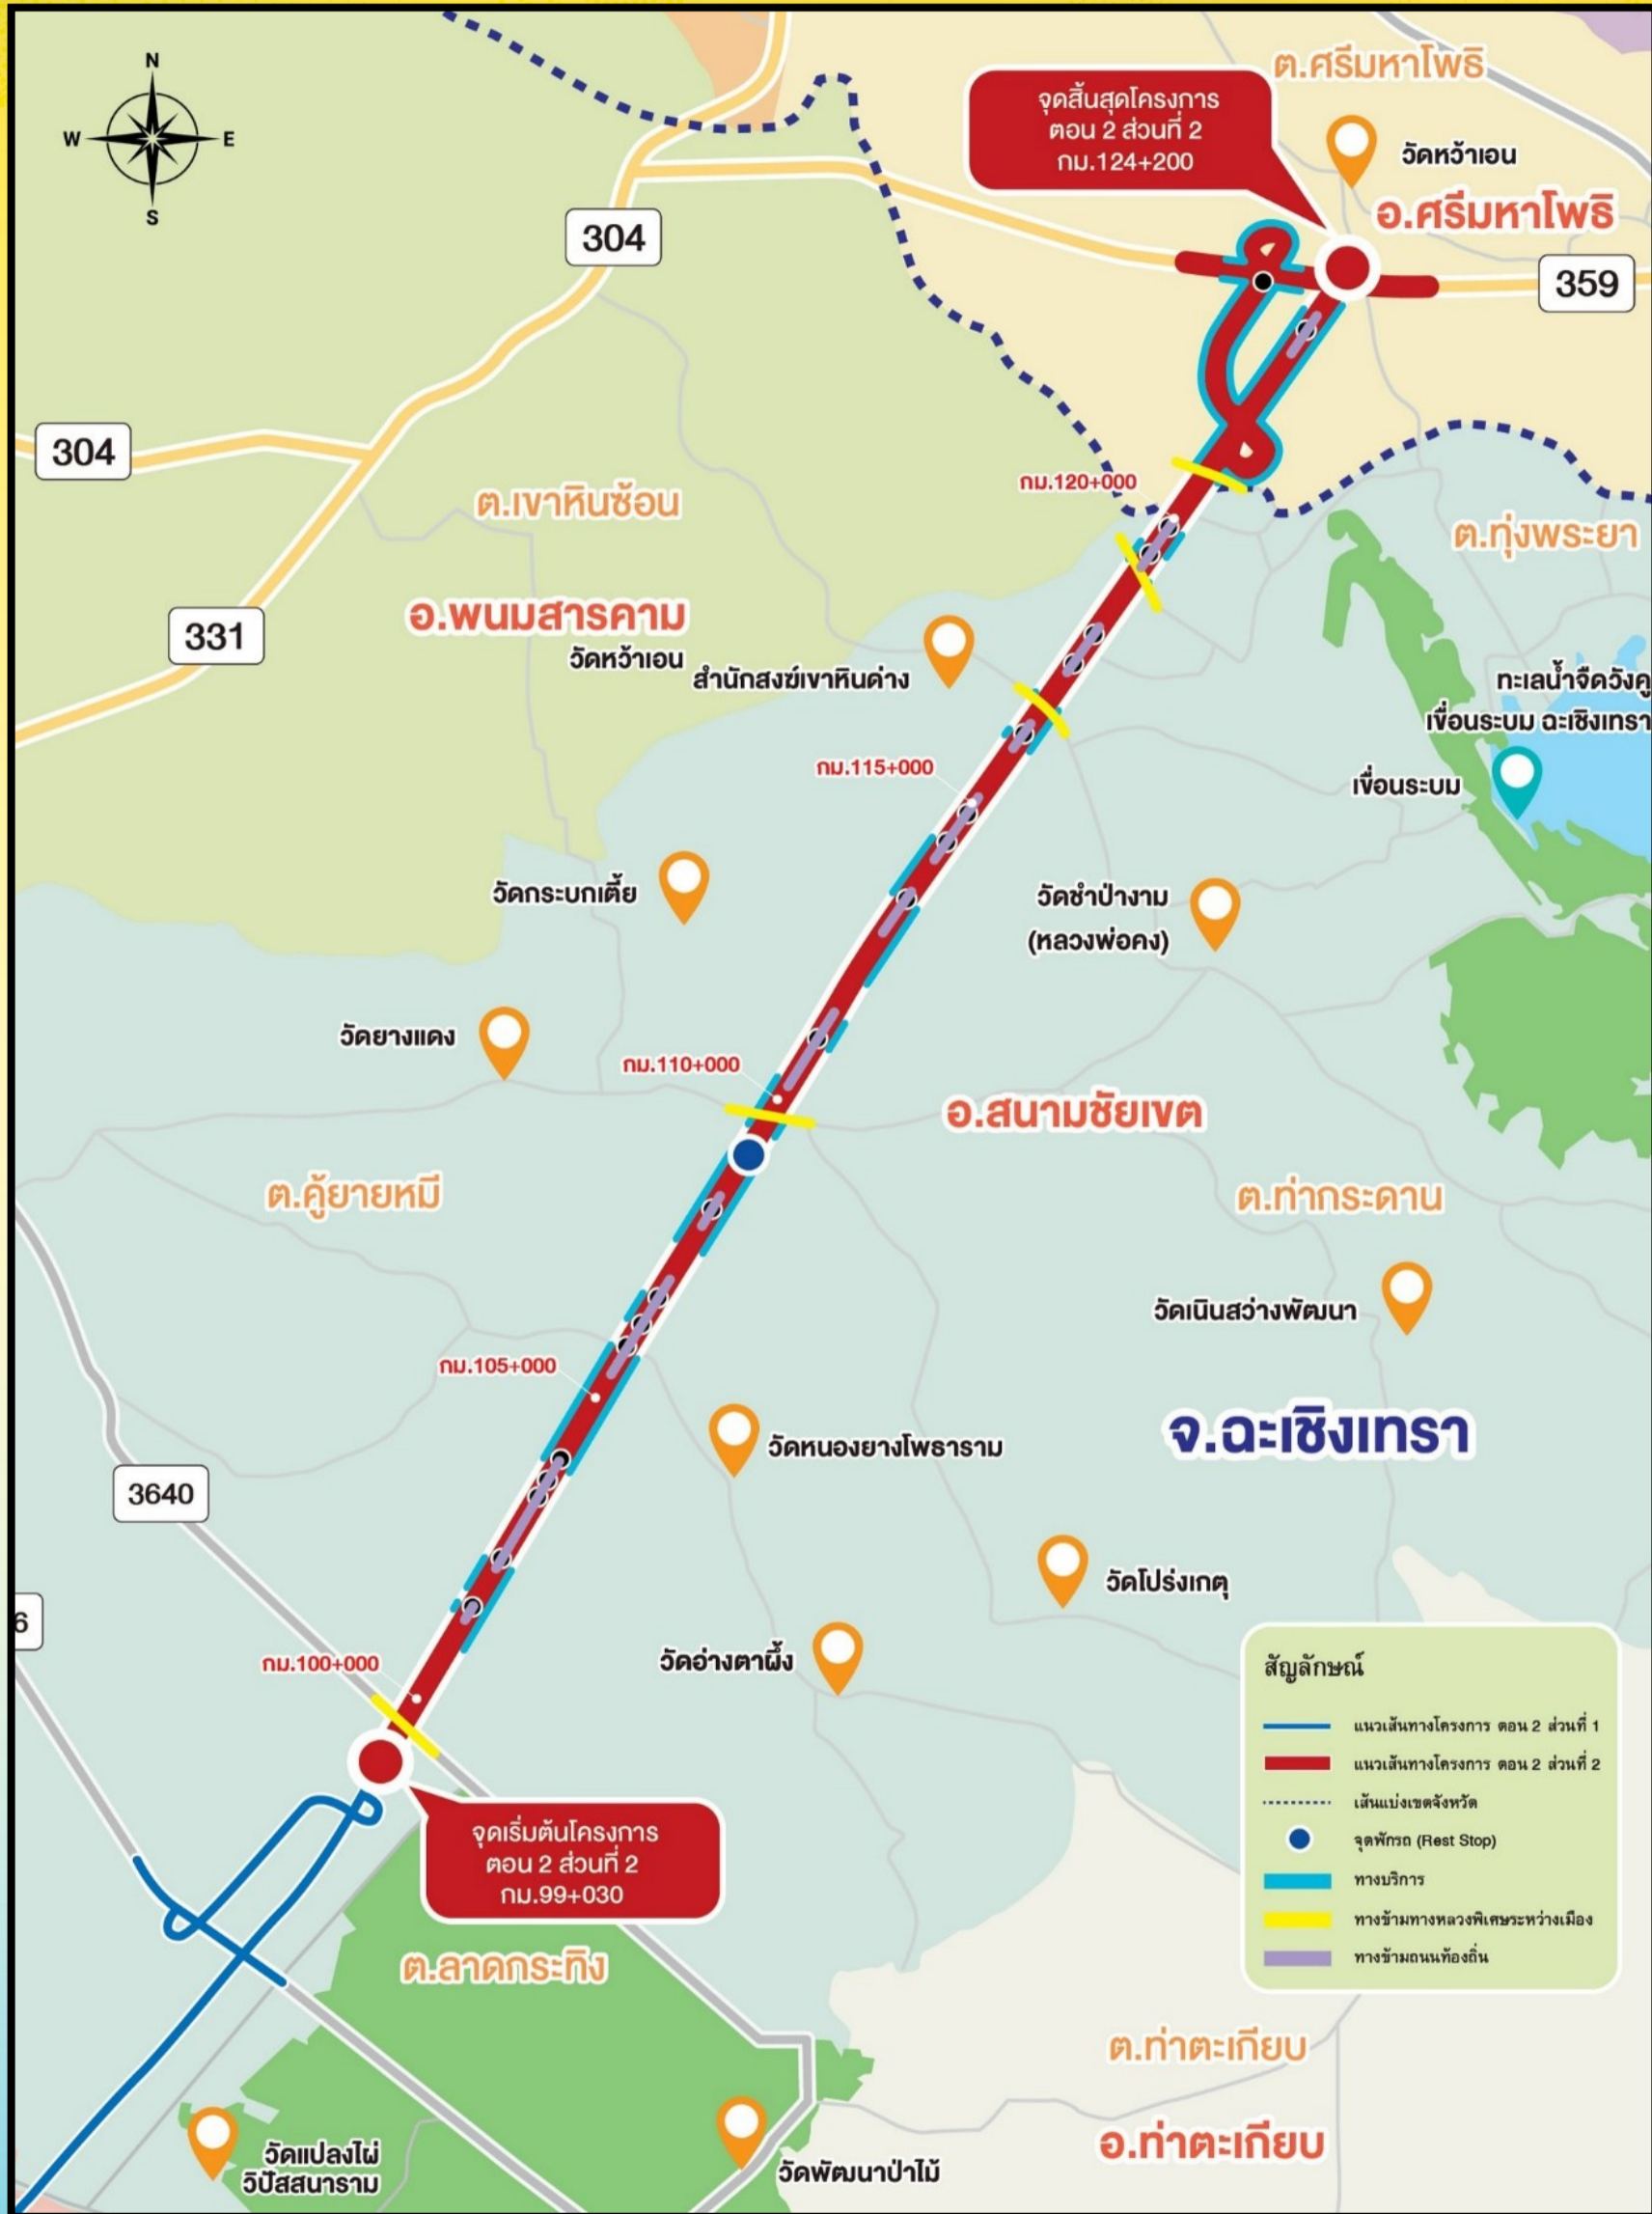 N
W
E
S
ต.ศรีมหาโพธิ
จุดสิ้นสุดโครงการ
ตอน 2 ส่วนที่ 2
กม.124+200
วัดหว้าเอน
อ.ศรีมหาโพธิ
304
359
304
กม.120+000
ต.เขาหินซ้อน
ต.ทุ่งพระยา
อ.พนมสารคาม
331
วัดหว้าเอน
สำนักสงฆ์เขาหินด่าง
ทะเลน้ำจืดวังคู
เขื่อนระบม ฉะเชิงเทรา
กม.115+000
เขื่อนระบม
วัดกระบกเตี้ย
วัดชำป่างาม
(หลวงพ่อคง)
วัดยางแดง
กม.110+000
อ.สนามชัยเขต
ต.คู้ยายหมี
ต.ท่ากระดาน
วัดเนินสว่างพัฒนา
กม.105+000
จ.ฉะเชิงเทรา
วัดหนองยางโพธาราม
3640
วัดโปร่งเกตุ
6
กม.100+000
วัดอ่างตาผึ้ง
สัญลักษณ์
แนวเส้นทางโครงการ ตอน 2 ส่วนที่ 1
แนวเส้นทางโครงการ ตอน 2 ส่วนที่ 2
เส้นแบ่งเขตจังหวัด
จุดพักรถ (Rest Stop)
ทางบริการ
ทางข้ามทางหลวงพิเศษระหว่างเมือง
ทางข้ามถนนท้องถิ่น
จุดเริ่มต้นโครงการ
ตอน 2 ส่วนที่ 2
กม.99+030
ต.ลาดกระทิง
ต.ท่าตะเกียบ
อ.ท่าตะเกียบ
วัดแปลงไผ่
วิปัสสนาราม
วัดพัฒนาป่าไม้